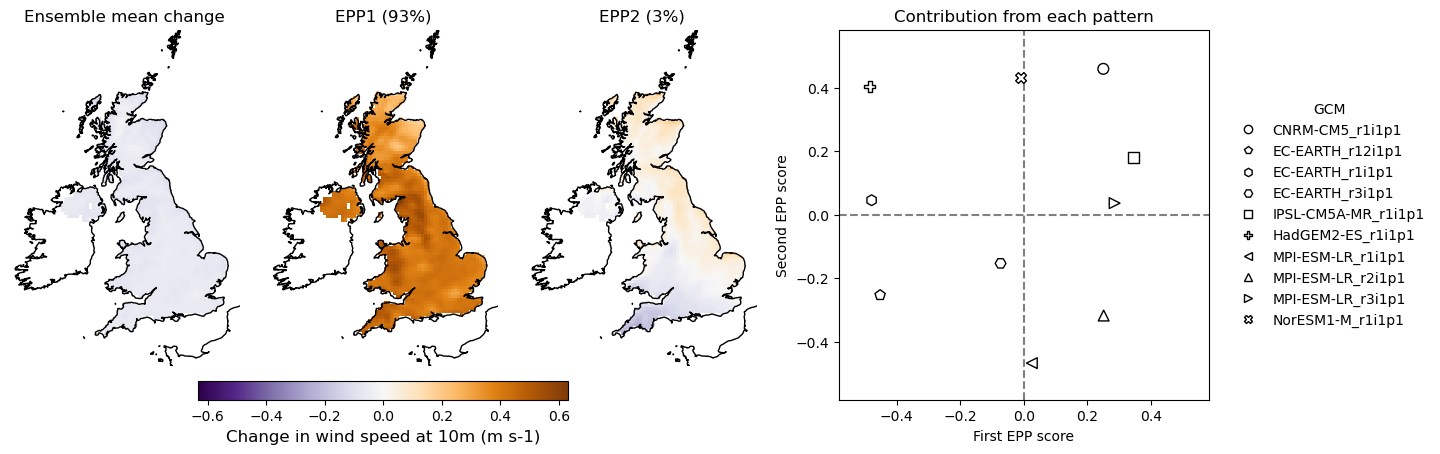 Ensemble mean change
EPP1 (93%)
EPP2 (3%)
−0.6 −0.4 −0.2 0.0 0.2 0.4 0.6
Change in wind speed at 10m (m s-1)
Contribution from each pattern
Second EPP score
0.4
0.2
0.0
−0.2
−0.4
−0.4 −0.2 0.0 0.2 0.4
First EPP score
GCM
CNRM-CM5_r1i1p1
EC-EARTH_r12i1p1
EC-EARTH_r1i1p1
EC-EARTH_r3i1p1
IPSL-CM5A-MR_r1i1p1
HadGEM2-ES_r1i1p1
MPI-ESM-LR_r1i1p1
MPI-ESM-LR_r2i1p1
MPI-ESM-LR_r3i1p1
NorESM1-M_r1i1p1